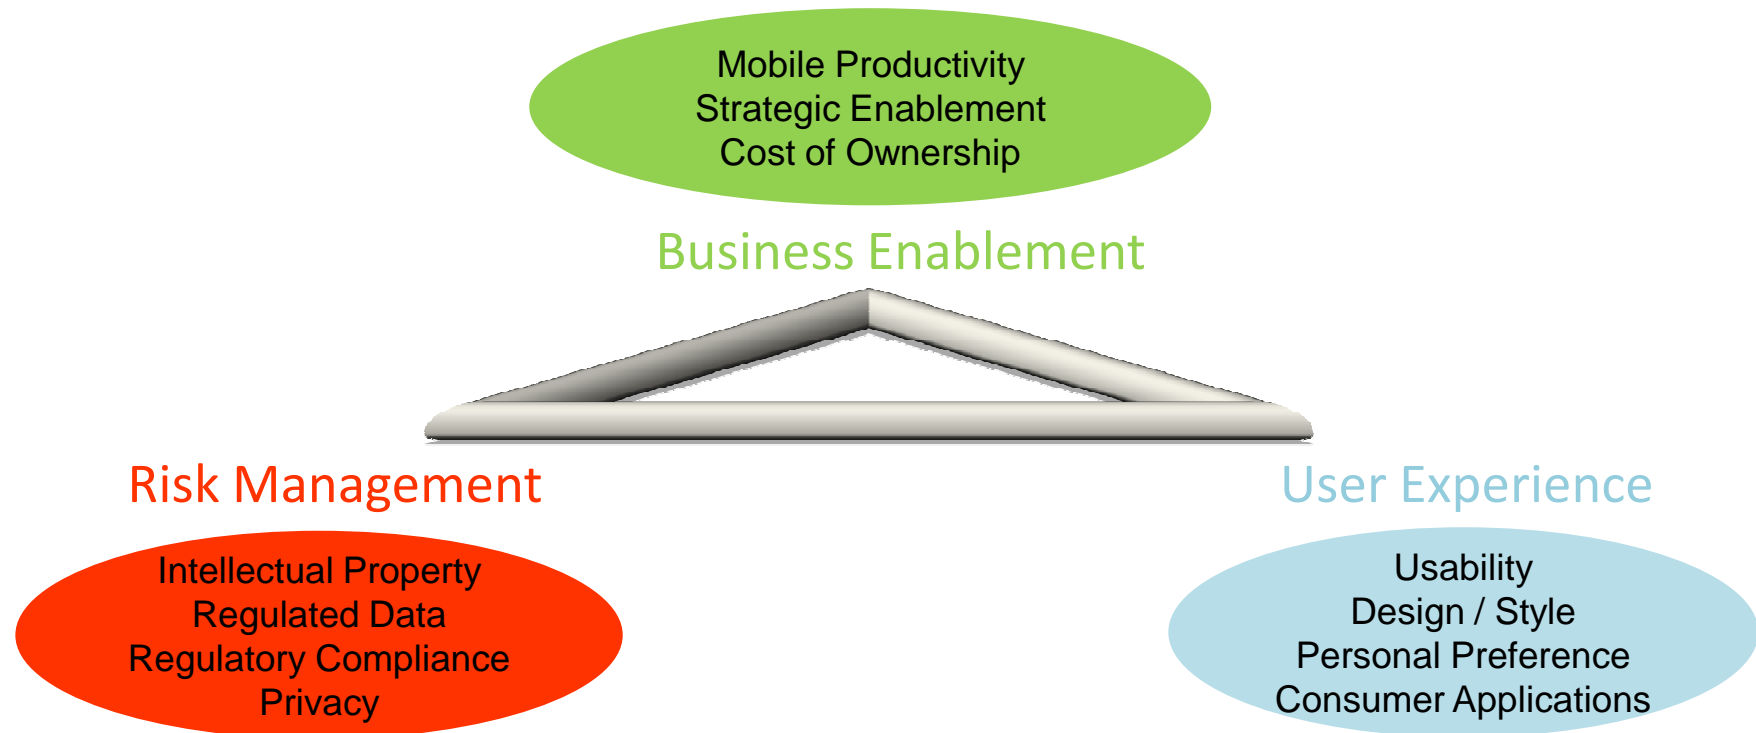 Mobile Productivity
Strategic Enablement
Cost of Ownership
Business Enablement
Risk Management
Intellectual Property
Regulated Data
Regulatory Compliance
Privacy
User Experience
Usability
Design / Style
Personal Preference
Consumer Applications